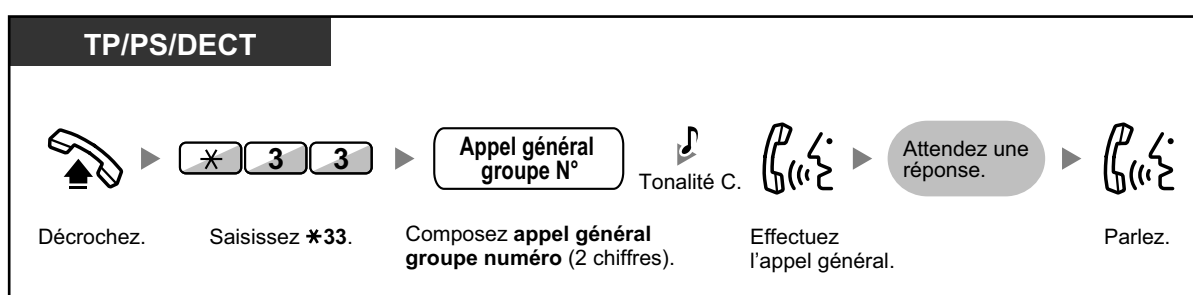 TP/PS/DECT
✳ 3 3
Appel général
groupe N°
Tonalité C.
Attendez une
réponse.
Décrochez.
Saisissez ✳33.
Composez appel général
groupe numéro (2 chiffres).
Effectuez
l'appel général.
Parlez.